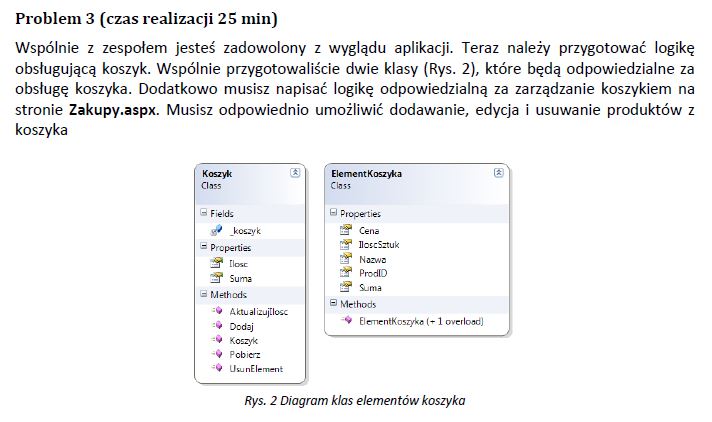 Problem 3 (czas realizacji 25 min)
Wspólnie z zespołem jesteś zadowolony z wyglądu aplikacji. Teraz należy przygotować logikę
obsługującą koszyk. Wspólnie przygotowaliście dwie klasy (Rys. 2), które będą odpowiedzialne za
obsługę koszyka. Dodatkowo musisz napisać logikę odpowiedzialną za zarządzanie koszykiem na
stronie Zakupy.aspx. Musisz odpowiednio umożliwić dodawanie, edycja i usuwanie produktów z
koszyka
Koszyk
Class
Fields
_koszyk
Properties
Ilosc
Suma
Methods
AktualizujIlosc
Dodaj
Koszyk
Pobierz
UsunElement
ElementKoszyka
Class
Properties
Cena
IloscSztuk
Nazwa
ProdID
Suma
Methods
ElementKoszyka (+ 1 overload)
Rys. 2 Diagram klas elementów koszyka